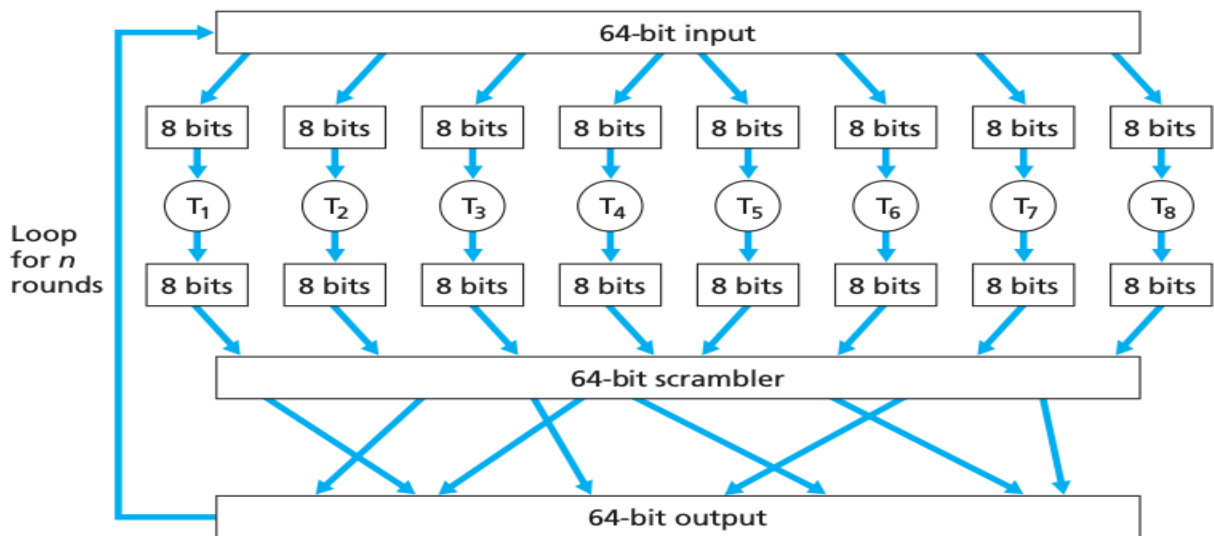 64-bit input
8 bits 8 bits 8 bits 8 bits 8 bits 8 bits 8 bits 8 bits
T₁ T₂ T₃ T₄ T₅ T₆ T₇ T₈
Loop
for n
rounds
8 bits 8 bits 8 bits 8 bits 8 bits 8 bits 8 bits 8 bits
64-bit scrambler
64-bit output